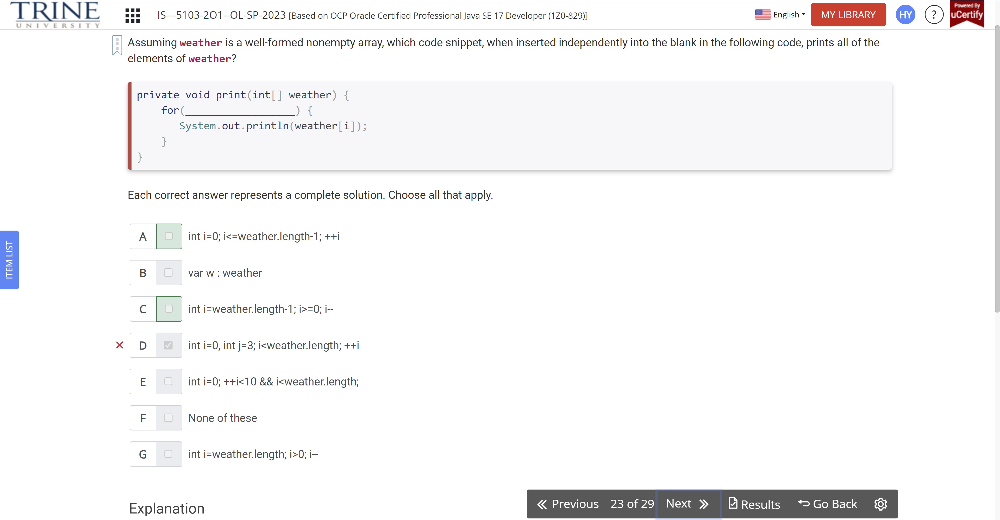 TRINE
UNIVERSITY
IS---5103-2O1--OL-SP-2023 [Based on OCP Oracle Certified Professional Java SE 17 Developer (1Z0-829)]
English
MY LIBRARY
HY
?
Powered By
uCertify
Assuming weather is a well-formed nonempty array, which code snippet, when inserted independently into the blank in the following code, prints all of the
elements of weather?
private void print(int[] weather) {
for(__________________) {
System.out.println(weather[i]);
}
}
Each correct answer represents a complete solution. Choose all that apply.
A int i=0; i<=weather.length-1; ++i
B var w : weather
C int i=weather.length-1; i>=0; i--
D int i=0, int j=3; i<weather.length; ++i
E int i=0; ++i<10 && i<weather.length;
F None of these
G int i=weather.length; i>0; i--
ITEM LIST
Explanation
Previous 23 of 29 Next Results Go Back